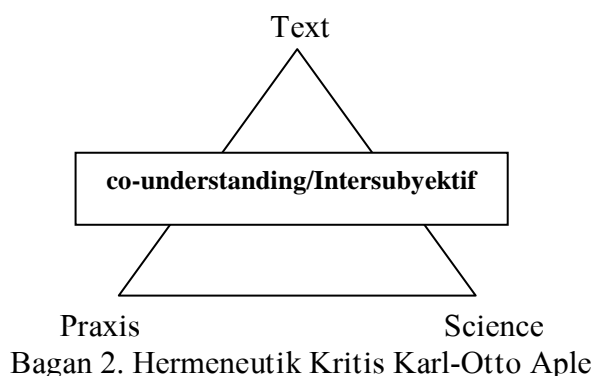 Text
co-understanding/Intersubyektif
Praxis Science
Bagan 2. Hermeneutik Kritis Karl-Otto Aple